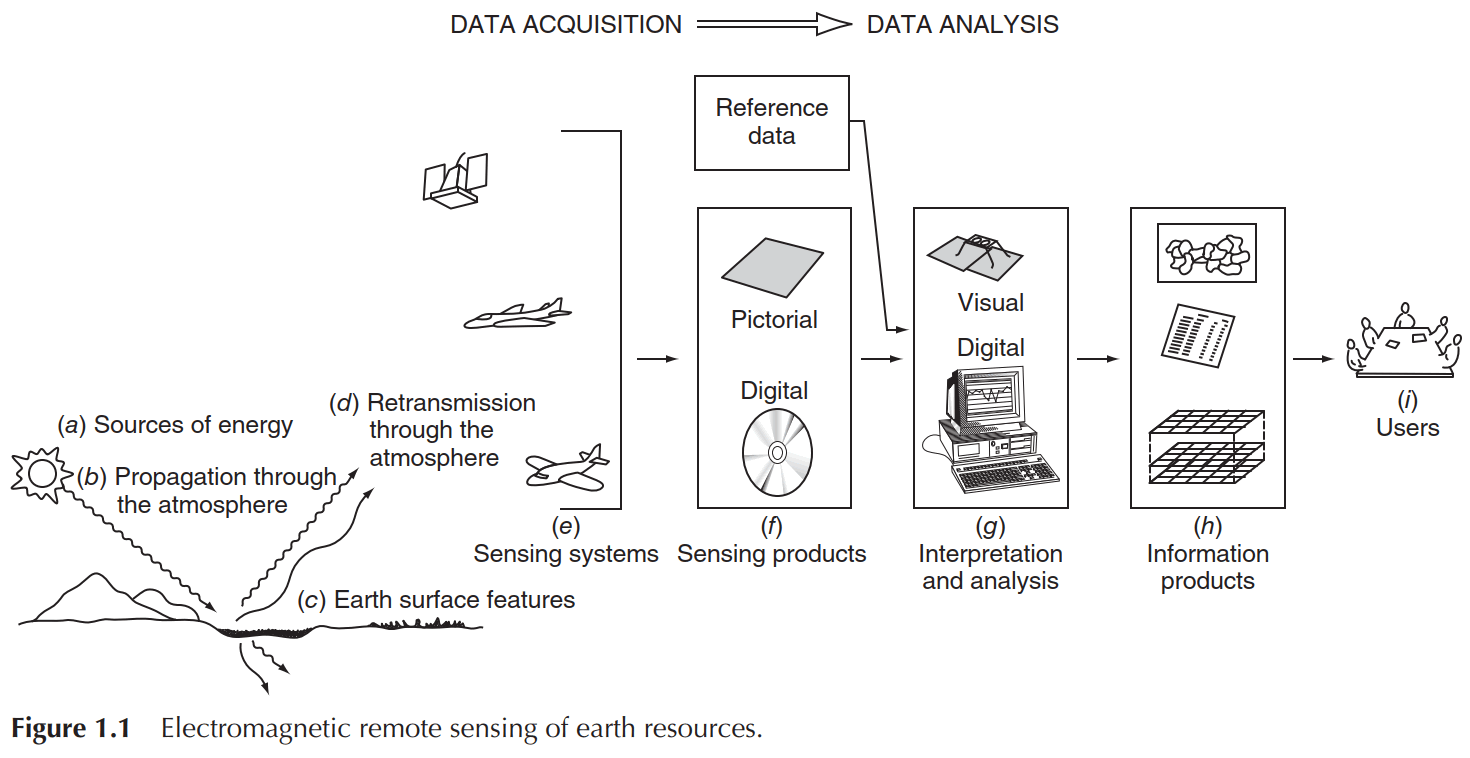 DATA ACQUISITION
DATA ANALYSIS
Reference
data
Pictorial
Digital
Visual
Digital
(a) Sources of energy
(b) Propagation through
the atmosphere
(d) Retransmission
through the
atmosphere
(c) Earth surface features
(e)
Sensing systems
(f)
Sensing products
(g)
Interpretation
and analysis
(h)
Information
products
(i)
Users
Figure 1.1 Electromagnetic remote sensing of earth resources.